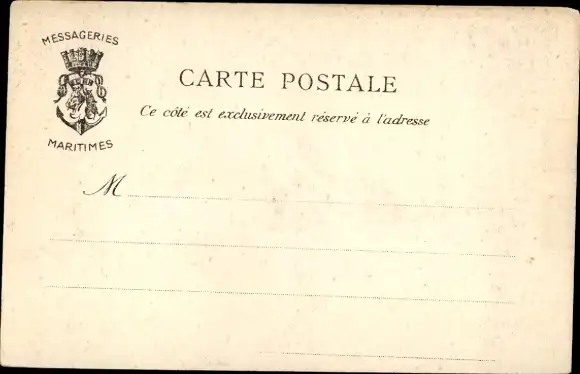 MESSAGERIES
MARITIMES
CARTE POSTALE
Ce côté est exclusivement réservé à l'adresse
M